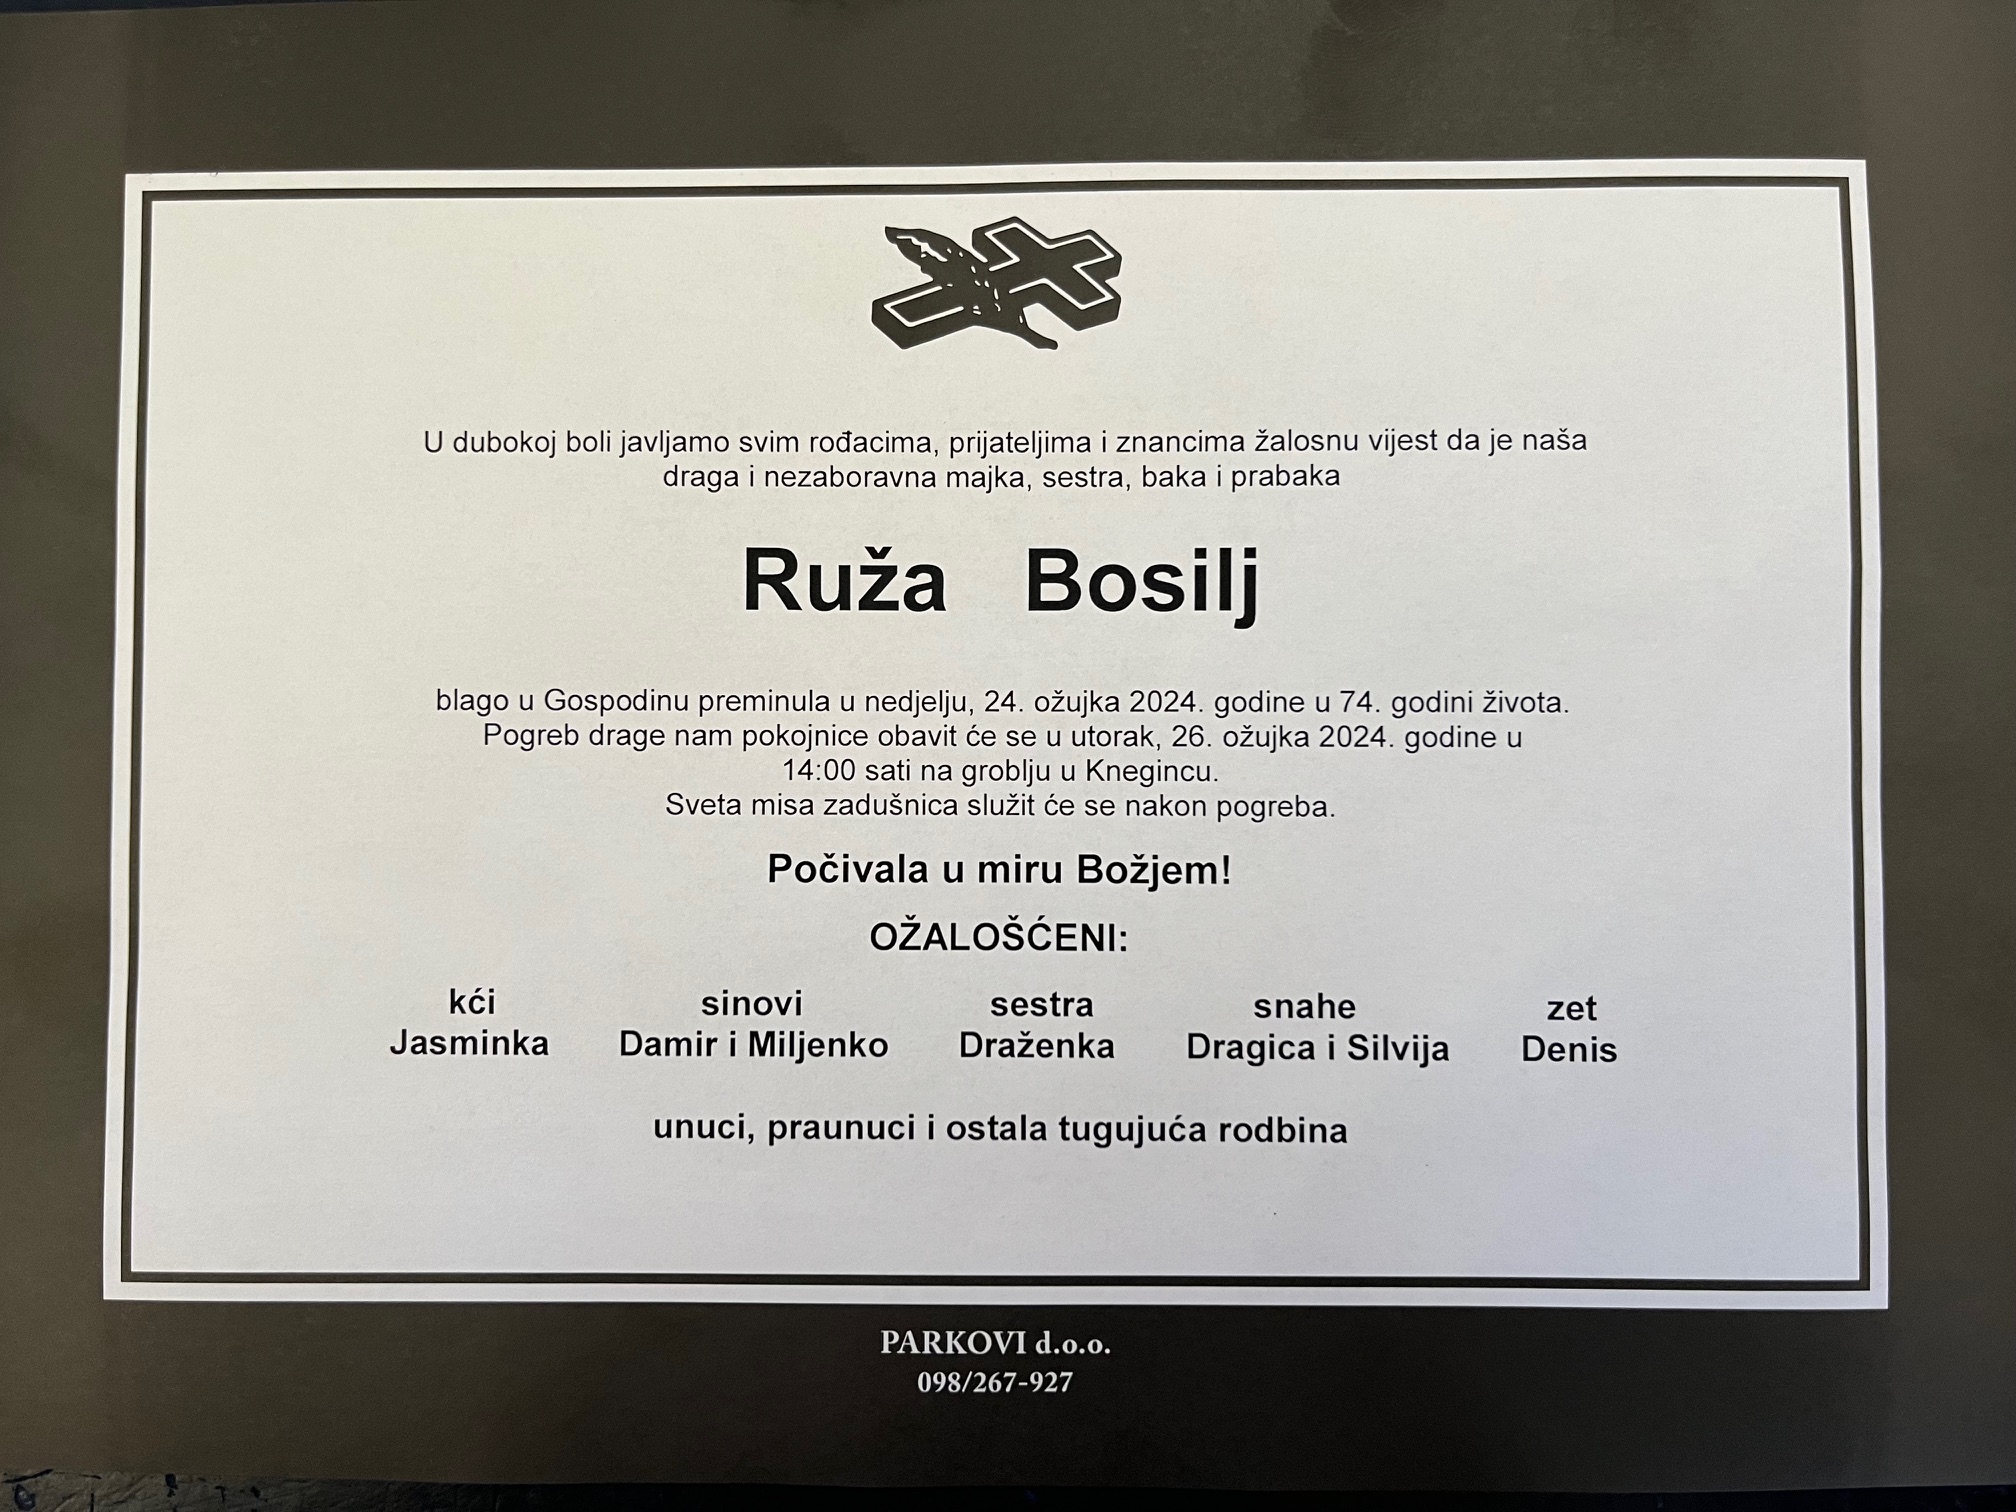 U dubokoj boli javljamo svim rođacima, prijateljima i znancima žalosnu vijest da je naša
draga i nezaboravna majka, sestra, baka i prabaka
Ruža Bosilj
blago u Gospodinu preminula u nedjelju, 24. ožujka 2024. godine u 74. godini života.
Pogreb drage nam pokojnice obavit će se u utorak, 26. ožujka 2024. godine u
14:00 sati na groblju u Knegincu.
Sveta misa zadušnica služit će se nakon pogreba.
Počivala u miru Božjem!
OŽALOŠĆENI:
kći sinovi sestra snahe zet
Jasminka Damir i Miljenko Draženka Dragica i Silvija Denis
unuci, praunuci i ostala tugujuća rodbina
PARKOVI d.o.o.
098/267-927